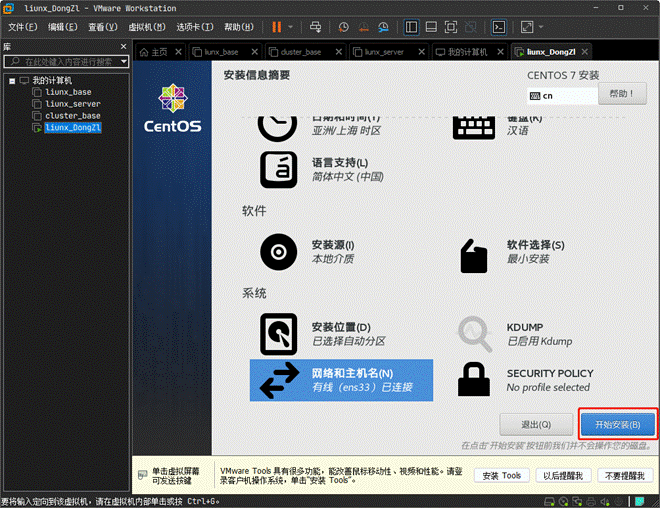 liunx_DongZl - VMware Workstation
文件(F) 编辑(E) 查看(V) 虚拟机(M) 选项卡(T) 帮助(H)
库
在此处键入内容进行搜索
我的计算机
liunx_base
liunx_server
cluster_base
liunx_DongZl
主页 liunx_base cluster_base liunx_server 我的计算机 liunx_DongZl
CentOS
安装信息摘要
CENTOS 7 安装
cn
帮助！
日期和时间(T)
亚洲/上海 时区
键盘(K)
汉语
语言支持(L)
简体中文 (中国)
软件
安装源(I)
本地介质
软件选择(S)
最小安装
系统
安装位置(D)
已选择自动分区
KDUMP
已启用 Kdump
网络和主机名(N)
有线（ens33）已连接
SECURITY POLICY
No profile selected
退出(Q)
开始安装(B)
在点击'开始安装'按钮前我们并不会操作您的磁盘。
单击虚拟屏幕
可发送按键
VMware Tools 具有很多功能，能改善鼠标移动性、视频和性能。请登
录客户机操作系统，单击"安装 Tools"。
安装 Tools
以后提醒我
不要提醒我
要将输入定向到该虚拟机，请在虚拟机内部单击或按 Ctrl+G。